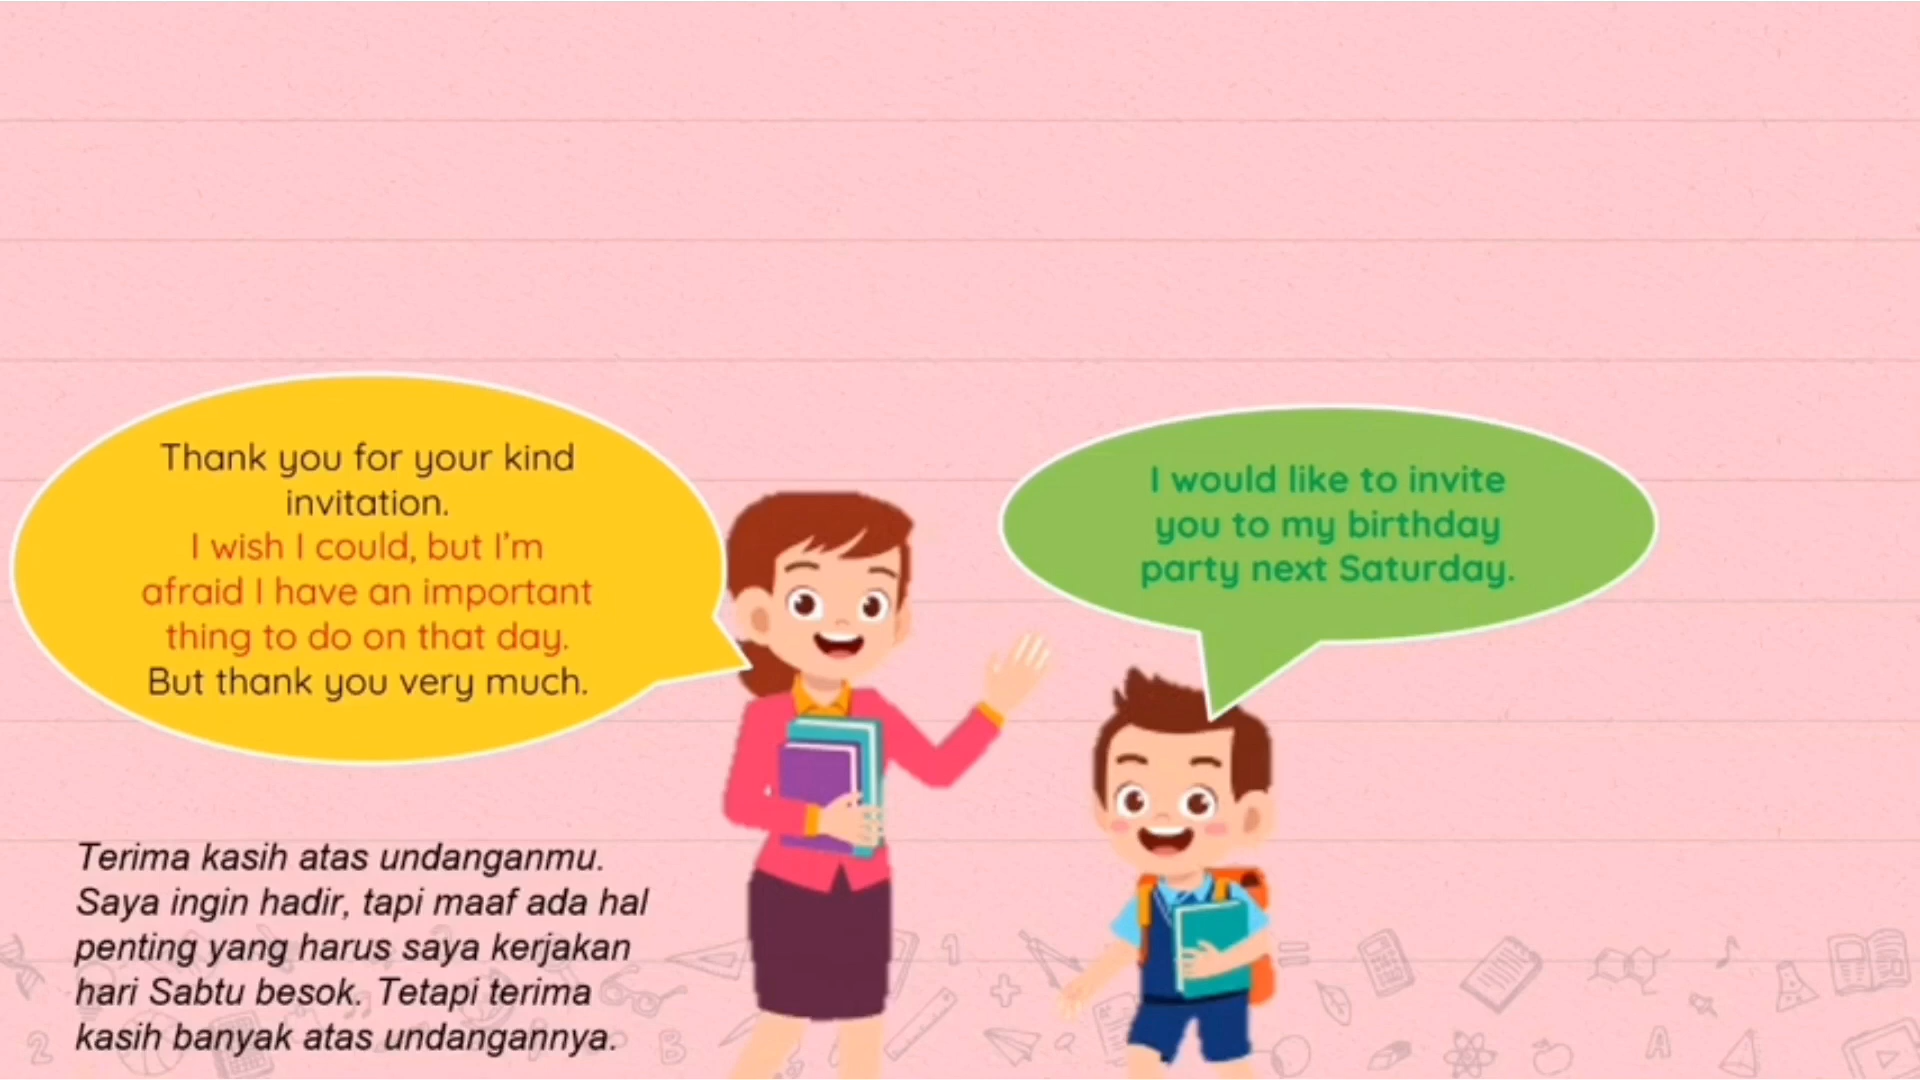 Thank you for your kind
invitation.
I wish I could, but I'm
afraid I have an important
thing to do on that day.
But thank you very much.
I would like to invite
you to my birthday
party next Saturday.
Terima kasih atas undanganmu.
Saya ingin hadir, tapi maaf ada hal
penting yang harus saya kerjakan
hari Sabtu besok. Tetapi terima
kasih banyak atas undangannya.